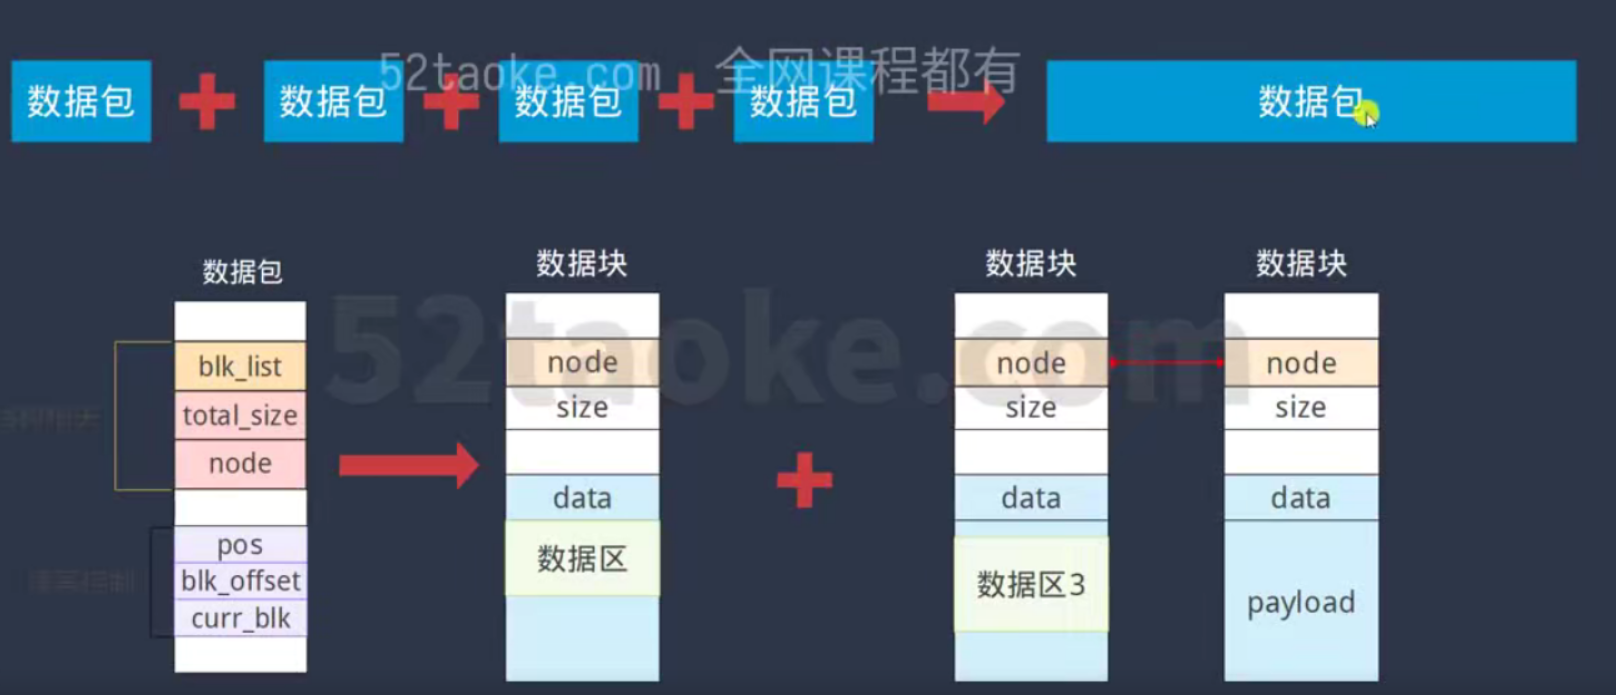 52taoke.com 全网课程都有
数据包
数据包
数据包
数据包
数据包
数据包
blk_list
total_size
node
pos
blk_offset
curr_blk
数据块
node
size
data
数据区
数据块
node
size
data
数据区3
数据块
node
size
data
payload
52taoke.com